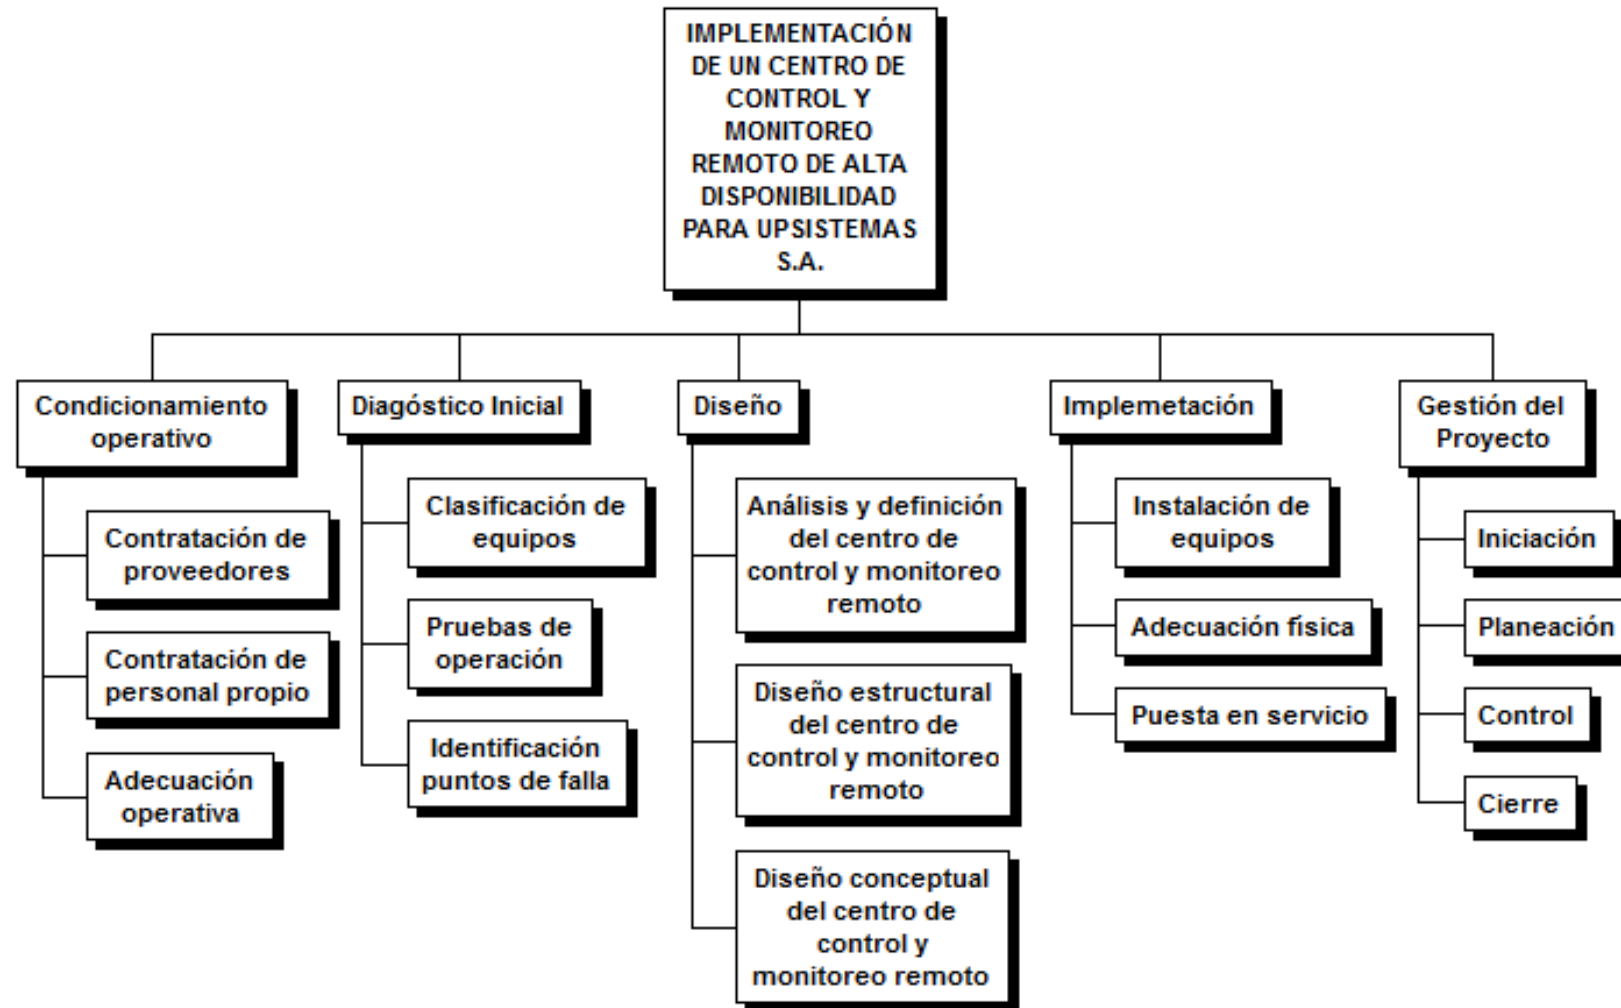 IMPLEMENTACIÓN
DE UN CENTRO DE
CONTROL Y
MONITOREO
REMOTO DE ALTA
DISPONIBILIDAD
PARA UPSISTEMAS
S.A.
Condicionamiento
operativo
Contratación de
proveedores
Contratación de
personal propio
Adecuación
operativa
Diagóstico Inicial
Clasificación de
equipos
Pruebas de
operación
Identificación
puntos de falla
Diseño
Análisis y definición
del centro de
control y monitoreo
remoto
Diseño estructural
del centro de
control y monitoreo
remoto
Diseño conceptual
del centro de
control y
monitoreo remoto
Implemetación
Instalación de
equipos
Adecuación física
Puesta en servicio
Gestión del
Proyecto
Iniciación
Planeación
Control
Cierre